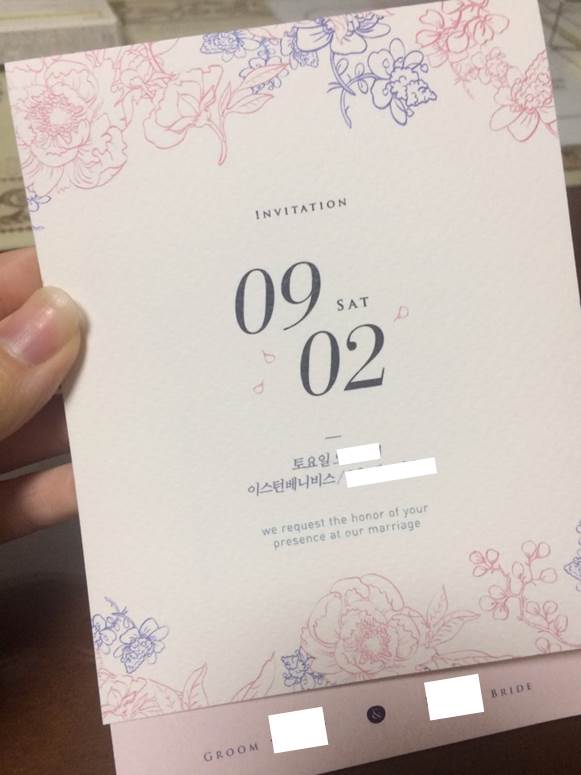 INVITATION
09
SAT
02
토요일
이스턴베니비스 /
we request the honor of your
presence at our marriage
GROOM & BRIDE